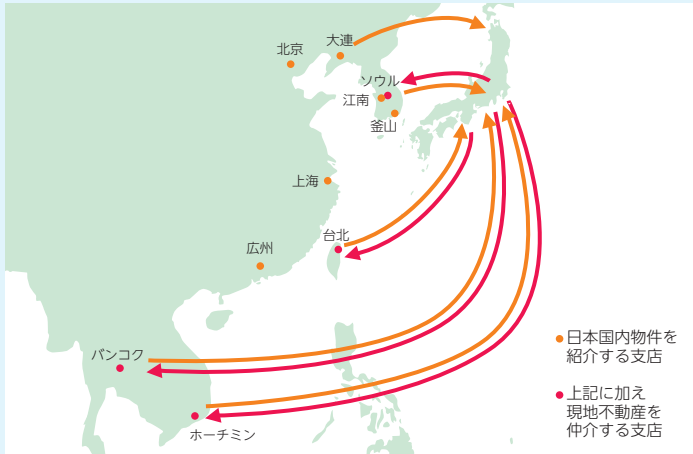 大連
北京
ソウル
江南
釜山
上海
台北
広州
バンコク
ホーチミン
日本国内物件を
紹介する支店
上記に加え
現地不動産を
仲介する支店